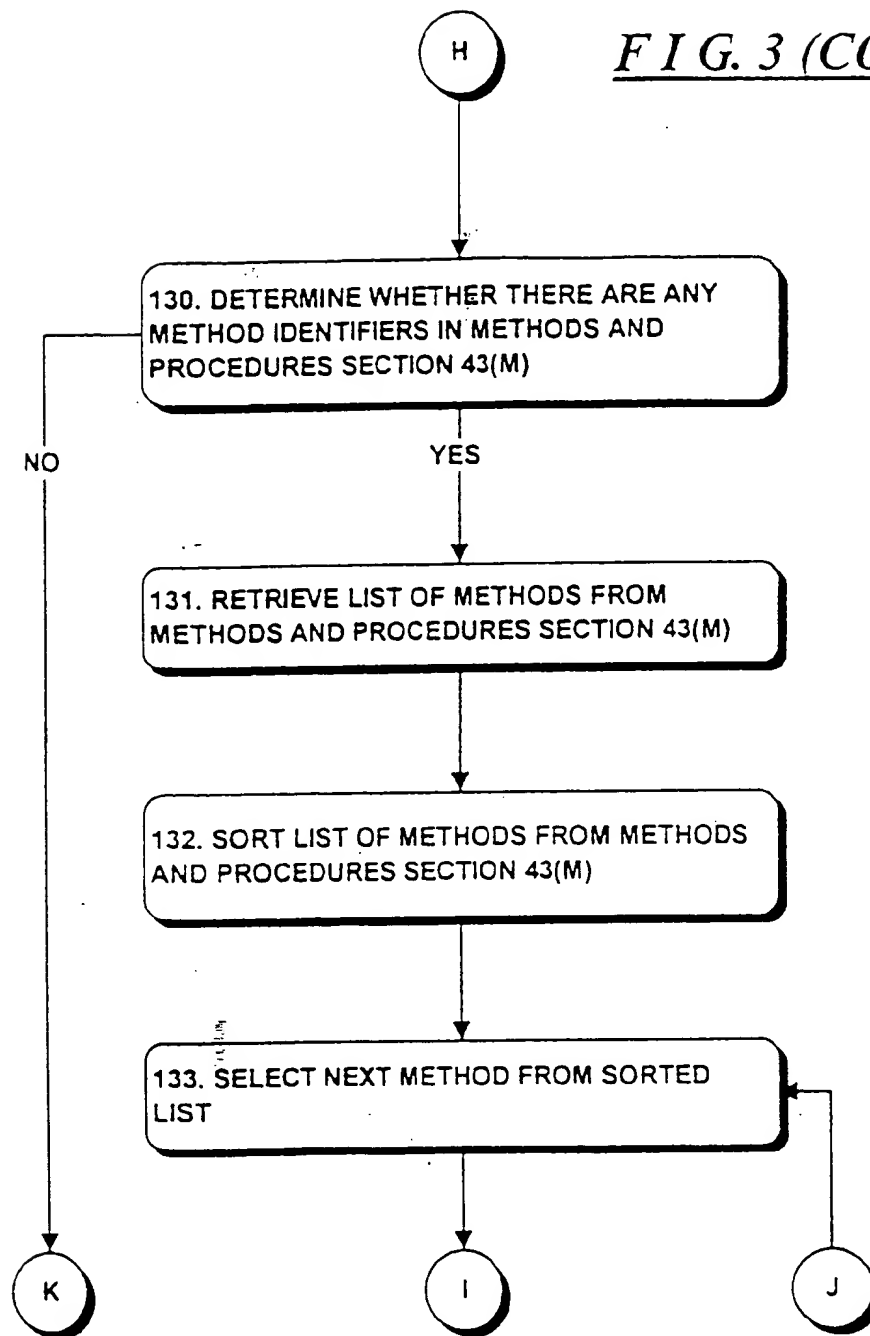 H
F I G. 3 (CO
130. DETERMINE WHETHER THERE ARE ANY
METHOD IDENTIFIERS IN METHODS AND
PROCEDURES SECTION 43(M)
NO
YES
131. RETRIEVE LIST OF METHODS FROM
METHODS AND PROCEDURES SECTION 43(M)
132. SORT LIST OF METHODS FROM METHODS
AND PROCEDURES SECTION 43(M)
133. SELECT NEXT METHOD FROM SORTED
LIST
K
I
J